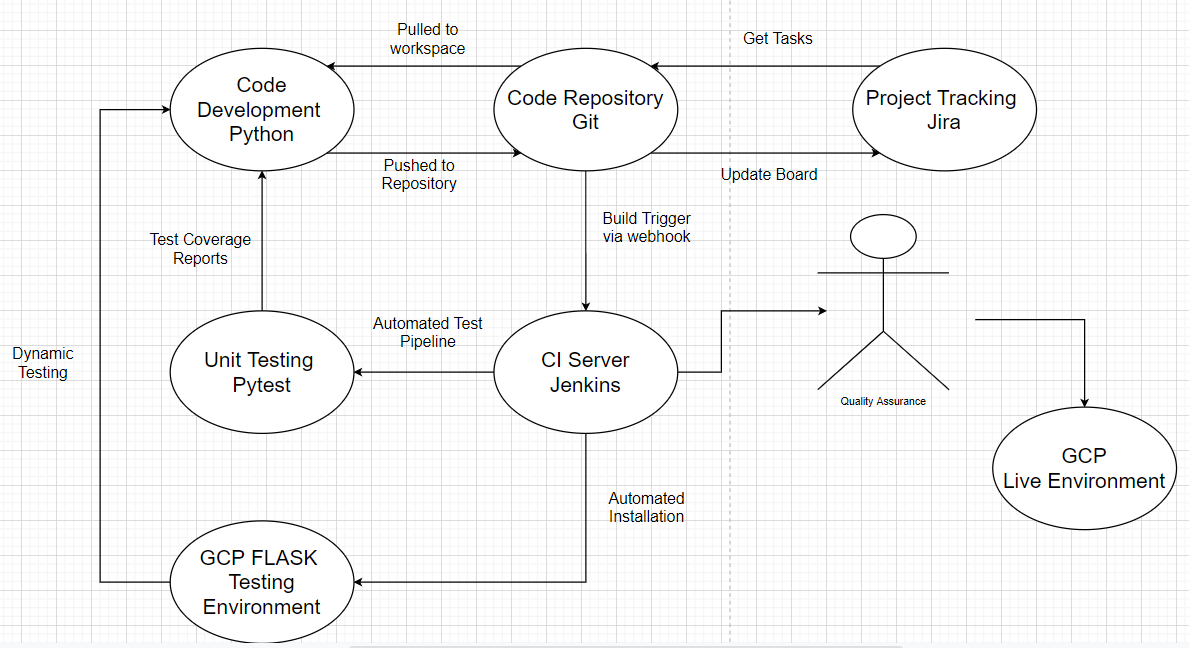 Pulled to
workspace
Get Tasks
Code
Development
Python
Code Repository
Git
Project Tracking
Jira
Pushed to
Repository
Update Board
Build Trigger
via webhook
Test Coverage
Reports
Automated Test
Pipeline
Dynamic
Testing
Unit Testing
Pytest
CI Server
Jenkins
Quality Assurance
GCP
Live Environment
Automated
Installation
GCP FLASK
Testing
Environment